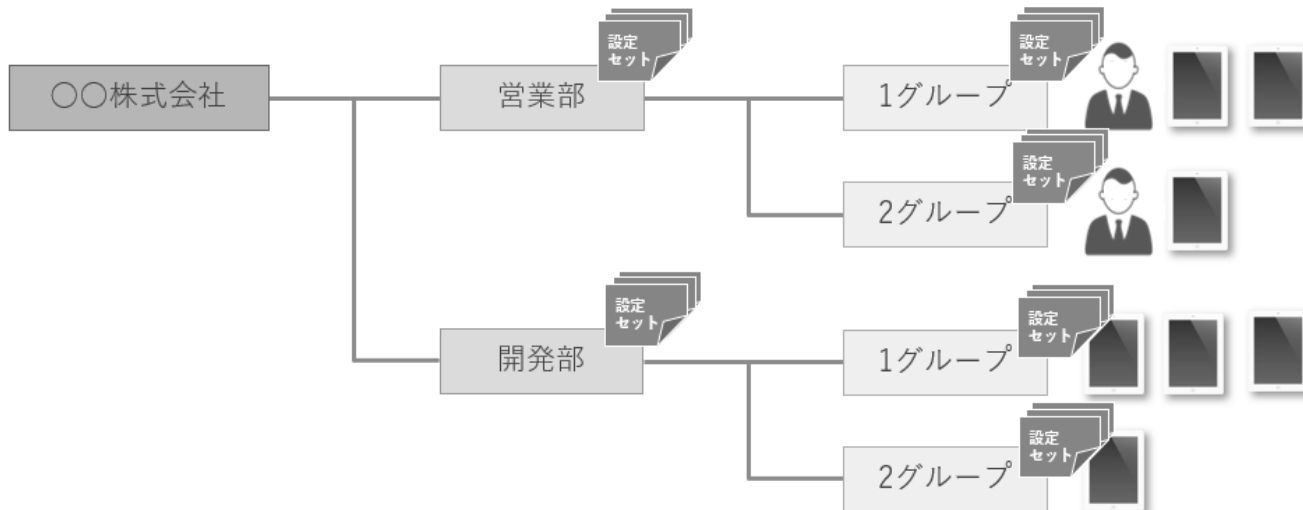 〇〇株式会社
営業部
設定
セット
1グループ
設定
セット
2グループ
設定
セット
開発部
設定
セット
1グループ
設定
セット
2グループ
設定
セット